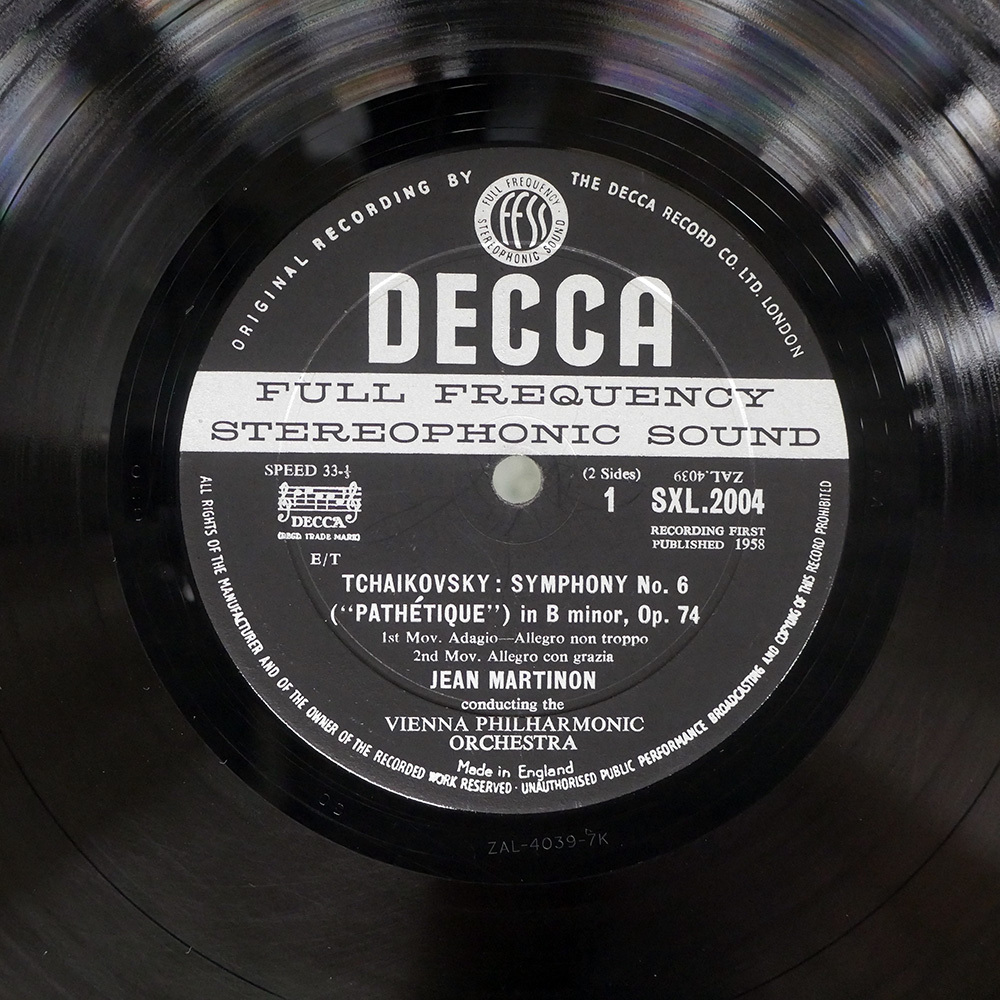 ORIGINAL RECORDING BY
THE DECCA RECORD CO. LTD. LONDON
FULL FREQUENCY
FFSS
STEREOPHONIC SOUND
DECCA
FULL FREQUENCY
STEREOPHONIC SOUND
SPEED 33-⅓
DECCA
(REGD. TRADE MARK)
E/T
(2 Sides)
ZAL.4039
1 SXL.2004
RECORDING FIRST
PUBLISHED 1958
TCHAIKOVSKY: SYMPHONY No. 6
(“PATHÉTIQUE”) in B minor, Op. 74
1st Mov. Adagio—Allegro non troppo
2nd Mov. Allegro con grazia
JEAN MARTINON
conducting the
VIENNA PHILHARMONIC
ORCHESTRA
Made in England
ALL RIGHTS OF THE MANUFACTURER AND OF THE OWNER OF THE RECORDED WORK RESERVED · UNAUTHORISED PUBLIC PERFORMANCE BROADCASTING AND COPYING OF THIS RECORD PROHIBITED
ZAL-4039-7K